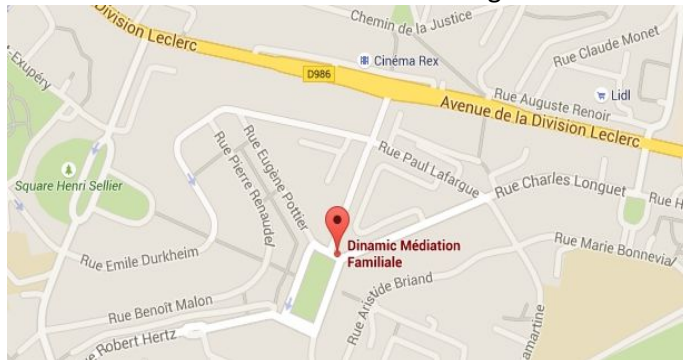 Chemin de la Justice
Division Leclerc
Rue Claude Monet
Cinéma Rex
-Exupéry
D986
Lidl
Rue Auguste Renoir
Avenue de la Division Leclerc
Rue Eugène Pottier
Rue Paul Lafargue
Rue Pierre Renaudel
Square Henri Sellier
Rue Charles Longuet
Rue H
Dinamic Médiation
Familiale
Rue Marie Bonnevial
Rue Emile Durkheim
Rue Aristide Briand
Rue Benoît Malon
amartine
Robert Hertz